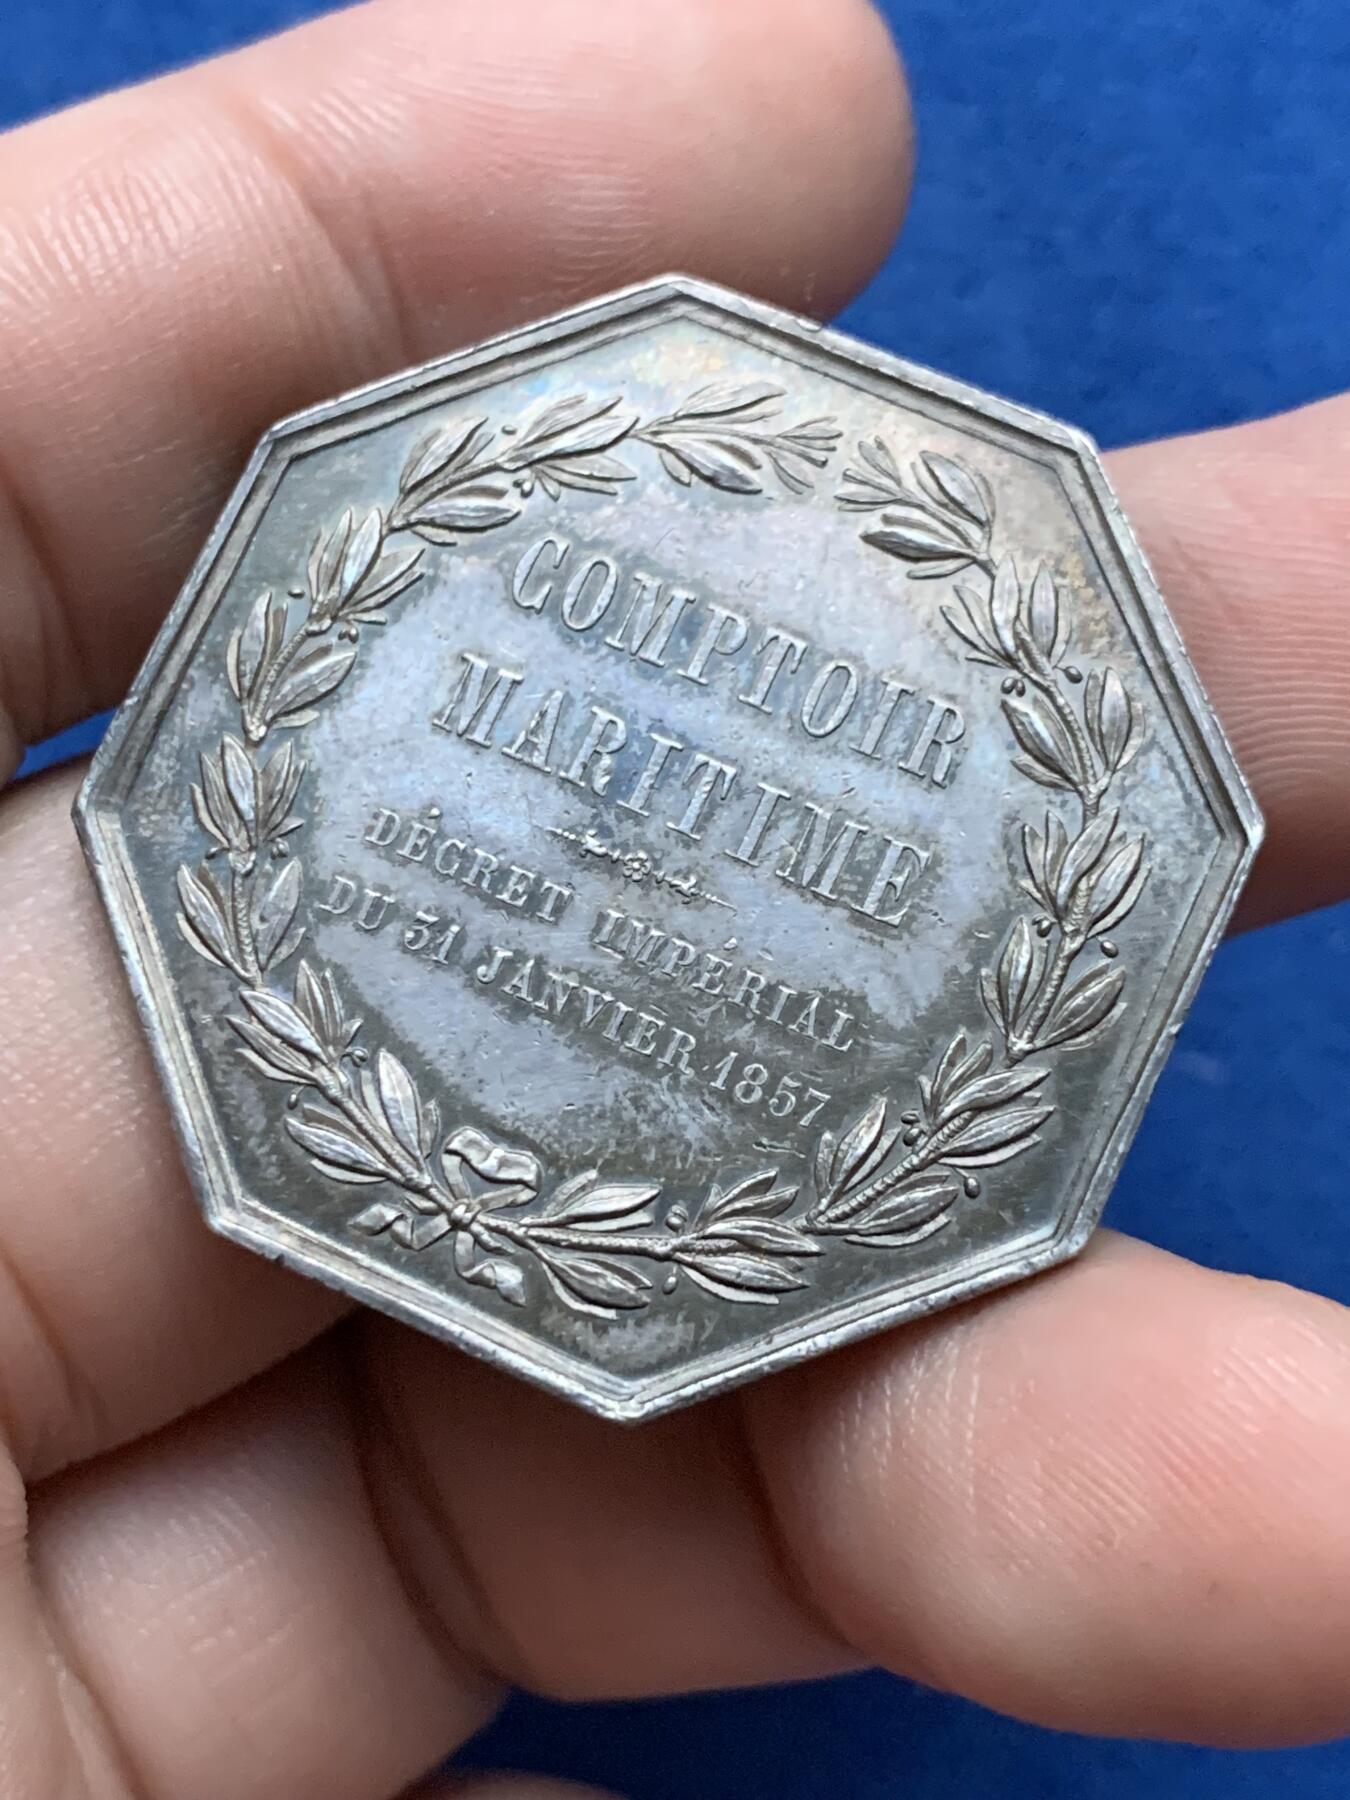 COMPTOIR
MARITIME
DÉCRET IMPÉRIAL
DU 31 JANVIER 1857